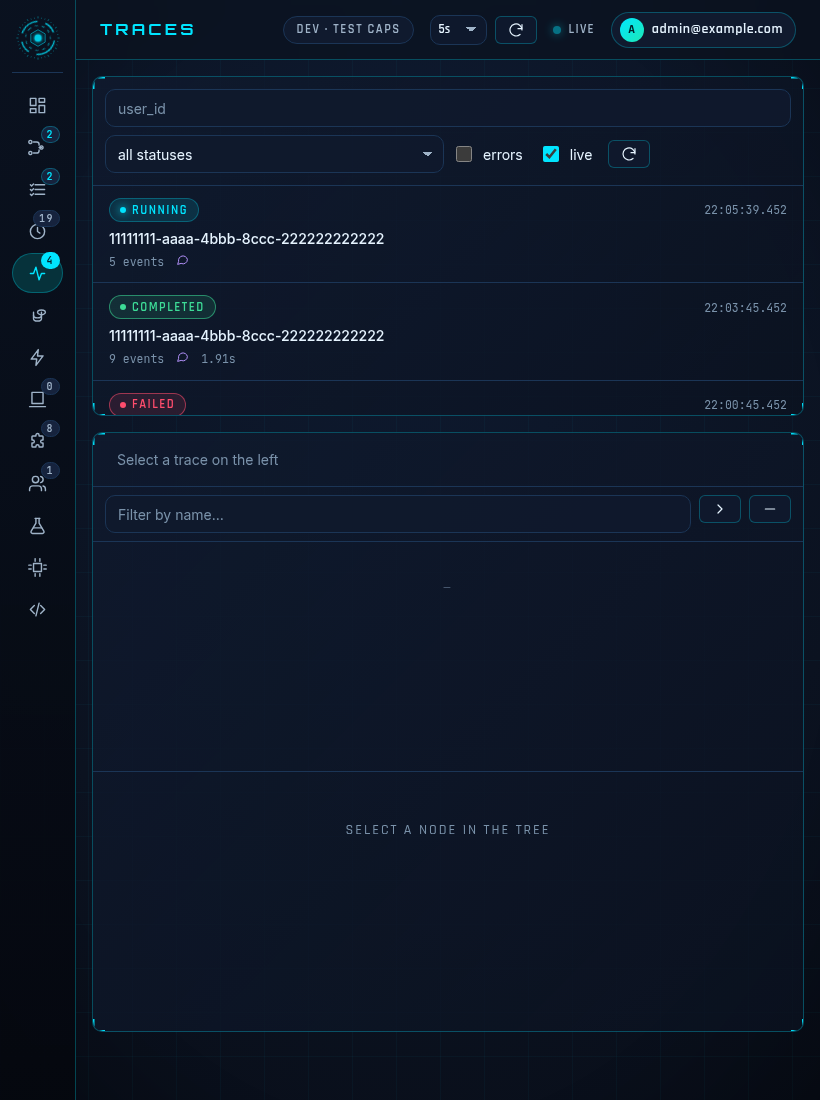 TRACES
DEV · TEST CAPS
5s
LIVE
A
admin@example.com
2
2
19
4
0
8
1
user_id
all statuses
errors
live
RUNNING
22:05:39.452
11111111-aaaa-4bbb-8ccc-222222222222
5 events
COMPLETED
22:03:45.452
11111111-aaaa-4bbb-8ccc-222222222222
9 events 1.91s
FAILED
22:00:45.452
Select a trace on the left
Filter by name...
—
SELECT A NODE IN THE TREE